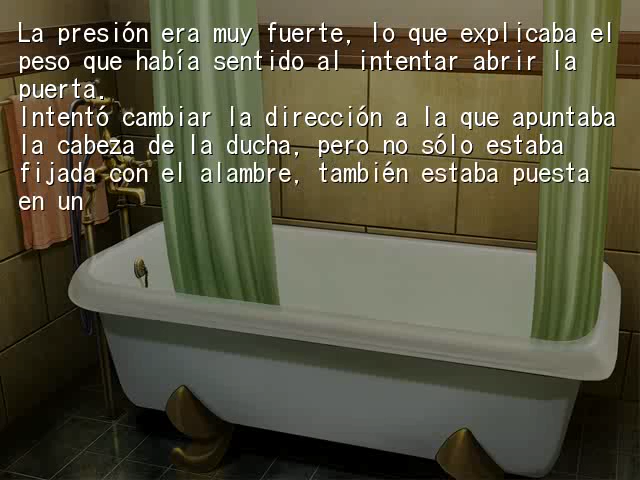 La presión era muy fuerte, lo que explicaba el
peso que había sentido al intentar abrir la
puerta.
Intentó cambiar la dirección a la que apuntaba
la cabeza de la ducha, pero no sólo estaba
fijada con el alambre, también estaba puesta
en un